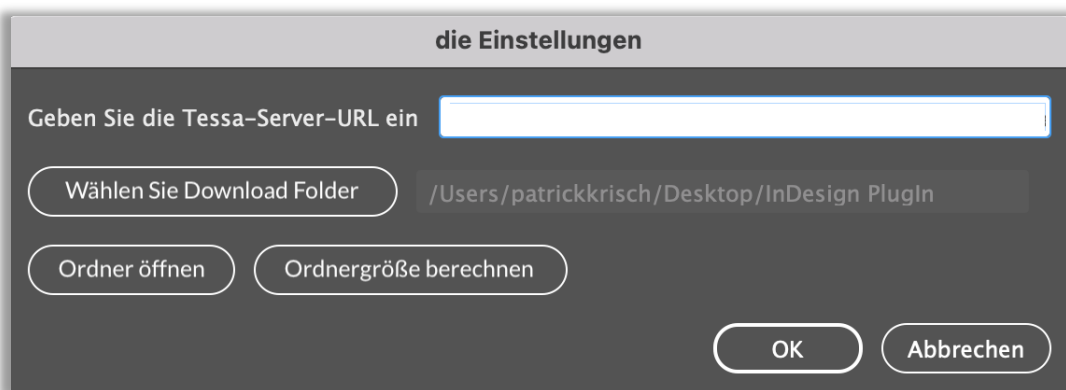 die Einstellungen
Geben Sie die Tessa-Server-URL ein
Wählen Sie Download Folder /Users/patrickkrisch/Desktop/InDesign PlugIn
Ordner öffnen Ordnergröße berechnen
OK Abbrechen